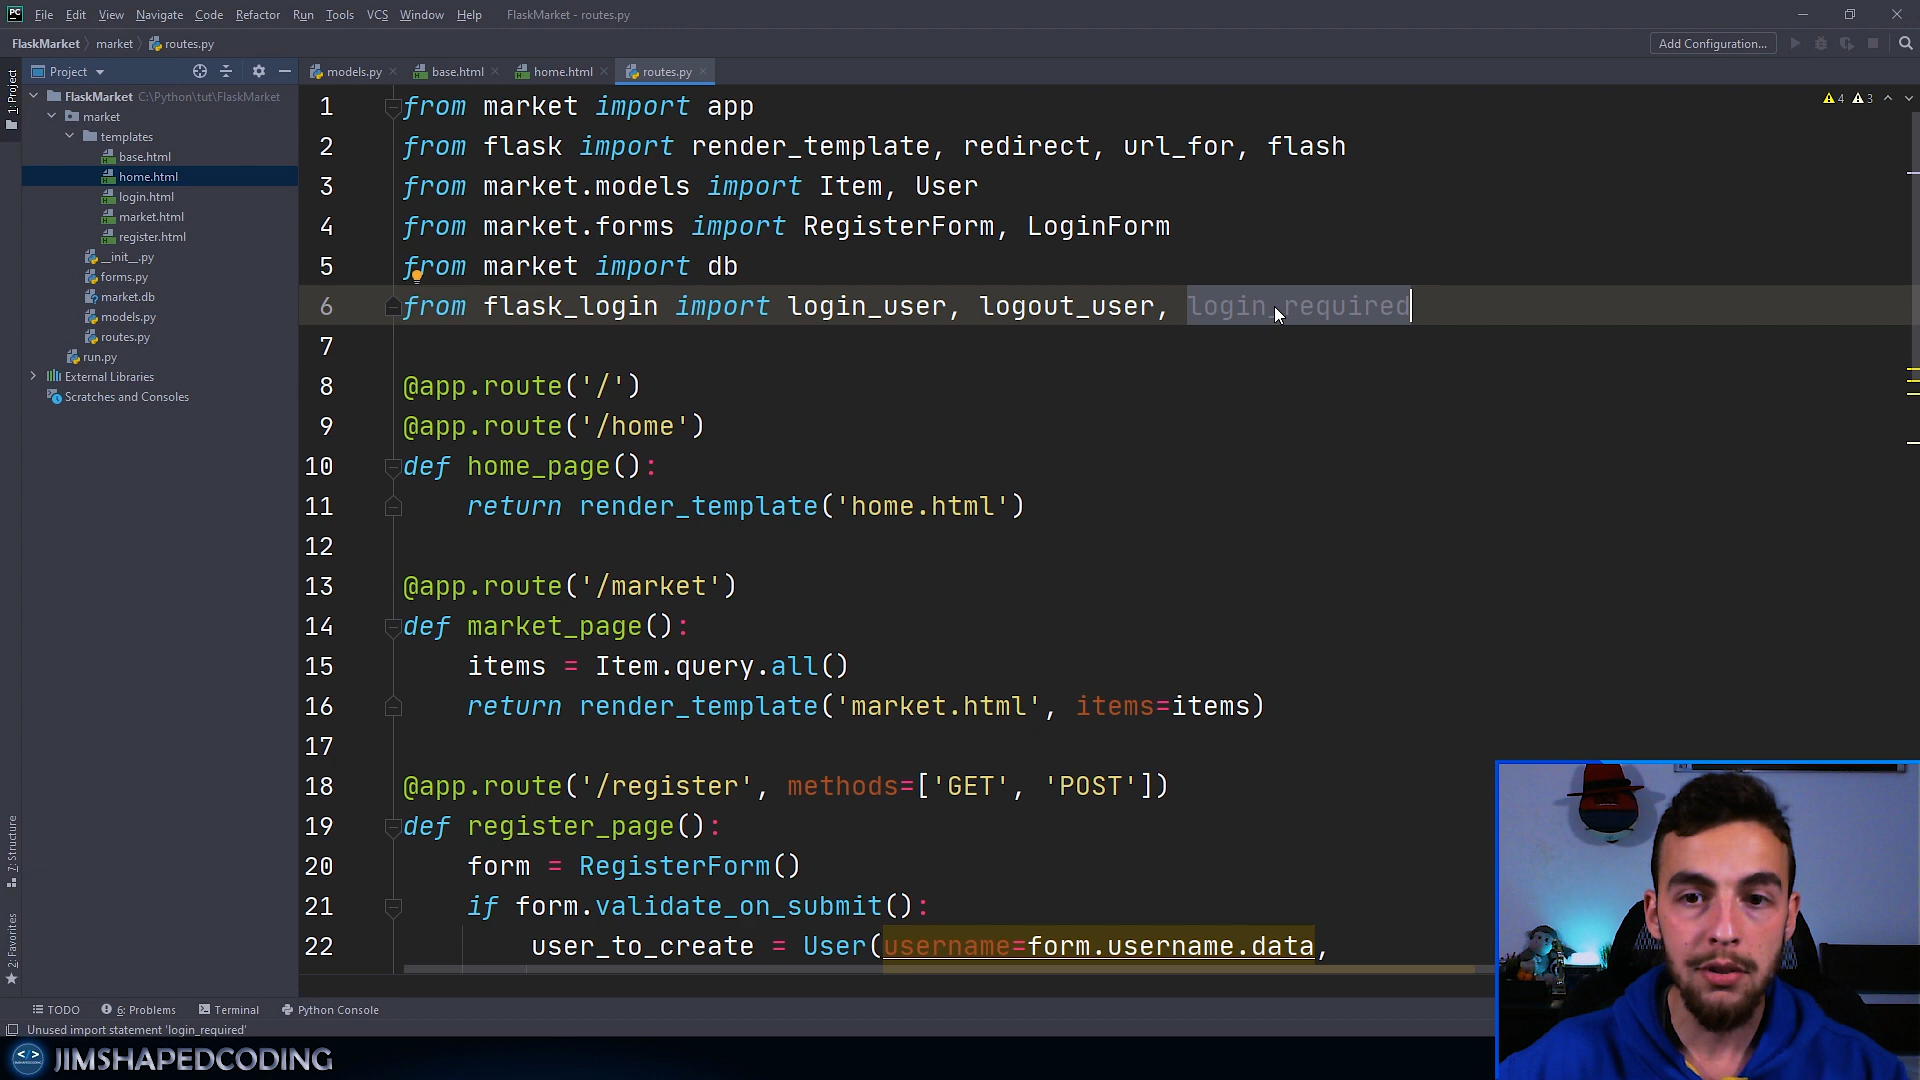 File Edit View Navigate Code Refactor Run Tools VCS Window Help FlaskMarket - routes.py
FlaskMarket market routes.py Add Configuration...
Project
models.py base.html home.html routes.py
1: Project
FlaskMarket C:\Python\tut\FlaskMarket
market
templates
base.html
home.html
login.html
market.html
register.html
__init__.py
forms.py
market.db
models.py
routes.py
run.py
External Libraries
Scratches and Consoles
7: Structure
2: Favorites
4 3
1 from market import app
2 from flask import render_template, redirect, url_for, flash
3 from market.models import Item, User
4 from market.forms import RegisterForm, LoginForm
5 from market import db
6 from flask_login import login_user, logout_user, login_required
7
8 @app.route('/')
9 @app.route('/home')
10 def home_page():
11 return render_template('home.html')
12
13 @app.route('/market')
14 def market_page():
15 items = Item.query.all()
16 return render_template('market.html', items=items)
17
18 @app.route('/register', methods=['GET', 'POST'])
19 def register_page():
20 form = RegisterForm()
21 if form.validate_on_submit():
22 user_to_create = User(username=form.username.data,
TODO 6: Problems Terminal Python Console
Unused import statement 'login_required'
JIMSHAPEDCODING